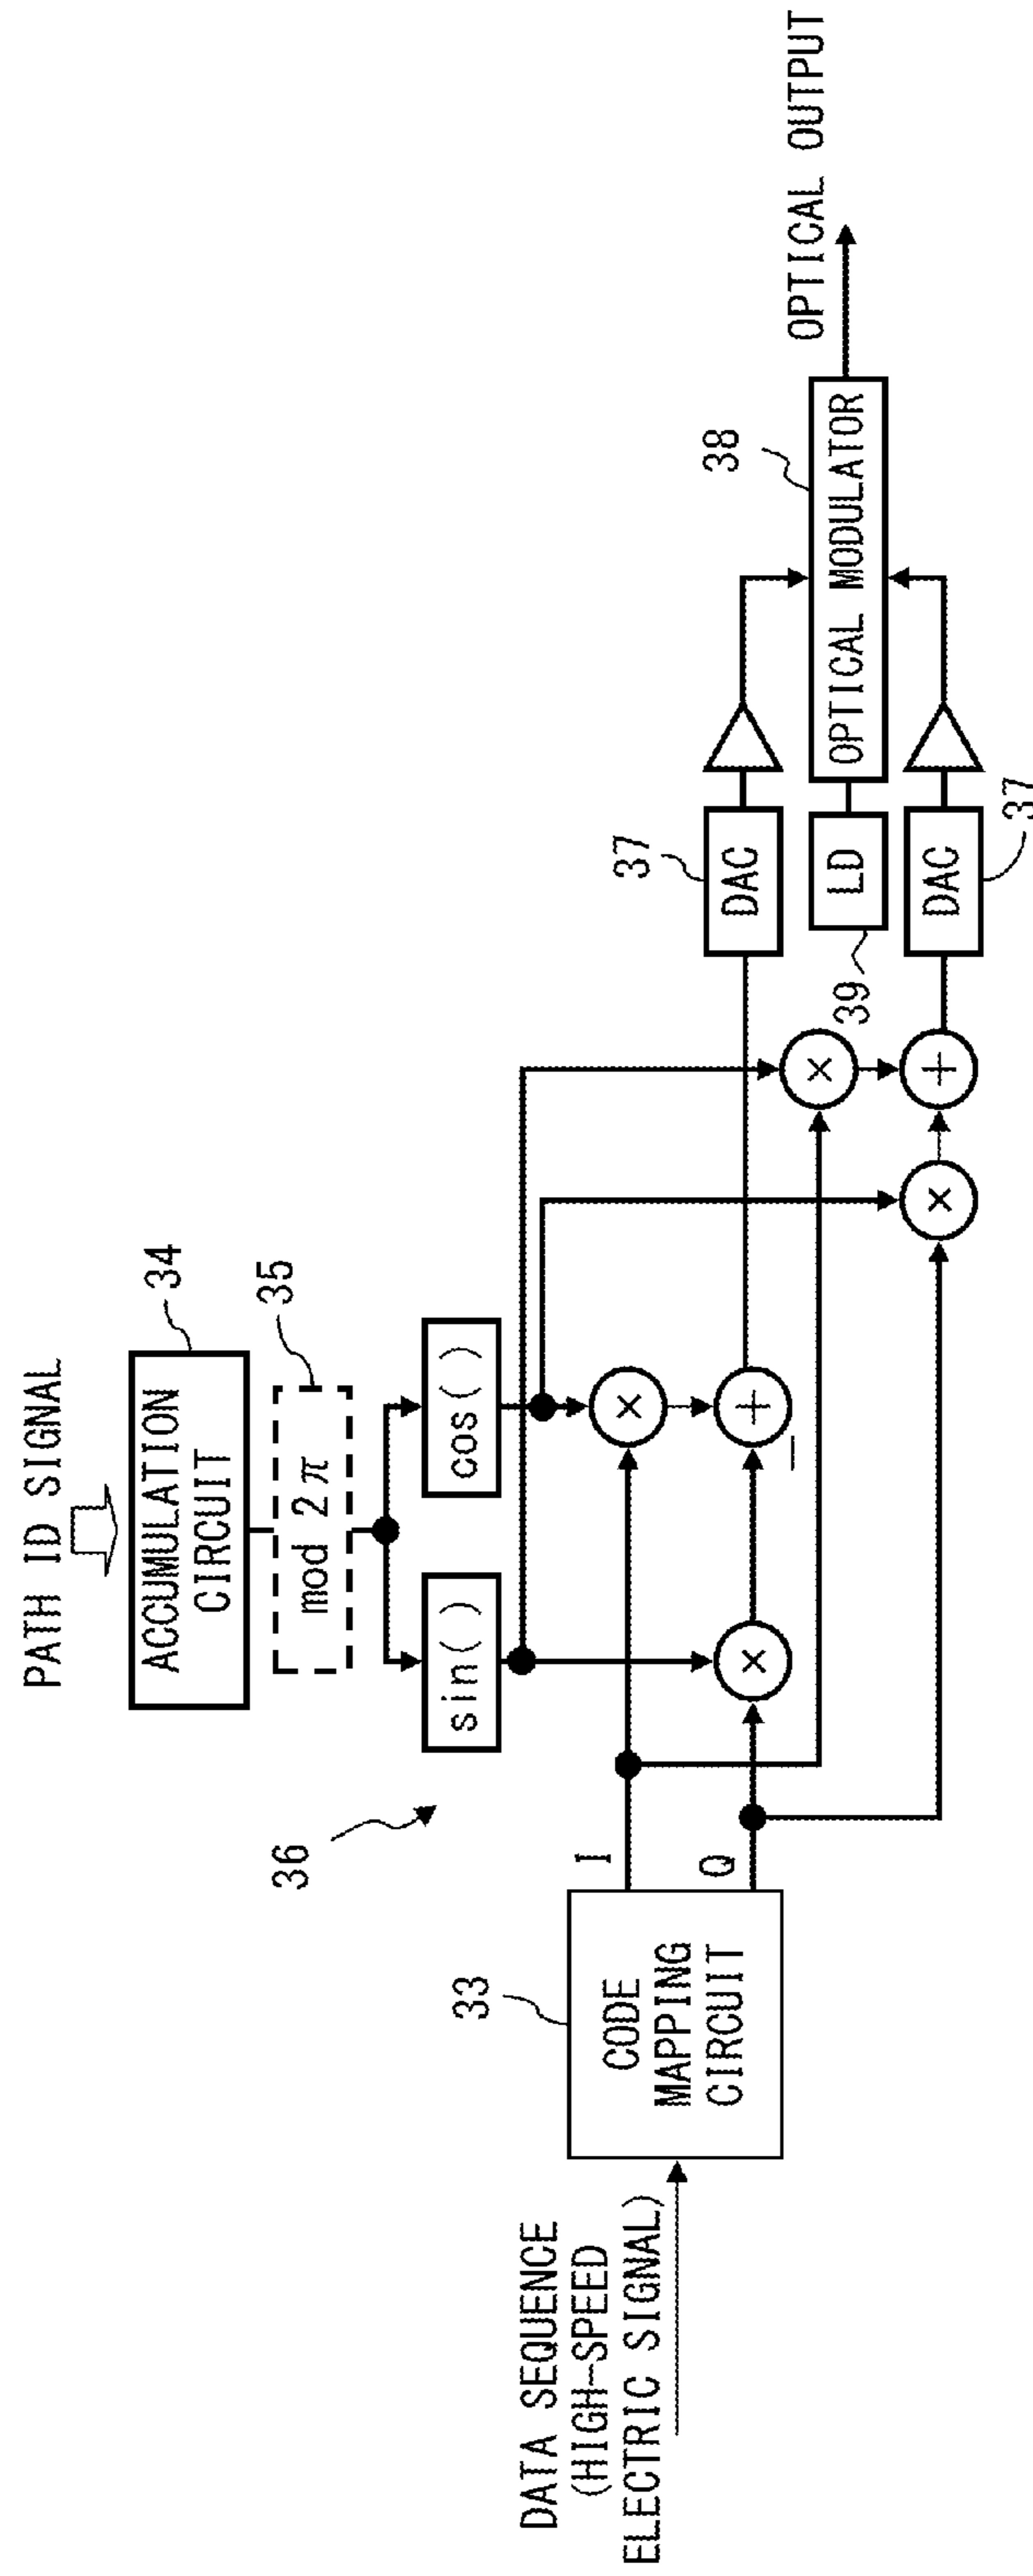 PATH ID SIGNAL
ACCUMULATION
CIRCUIT
34
mod 2π
35
sin()
cos()
36
DATA SEQUENCE
(HIGH-SPEED
ELECTRIC SIGNAL)
33
CODE
MAPPING
CIRCUIT
I
Q
×
×
+
−
×
×
+
37
DAC
39
LD
DAC
37
38
OPTICAL MODULATOR
OPTICAL OUTPUT